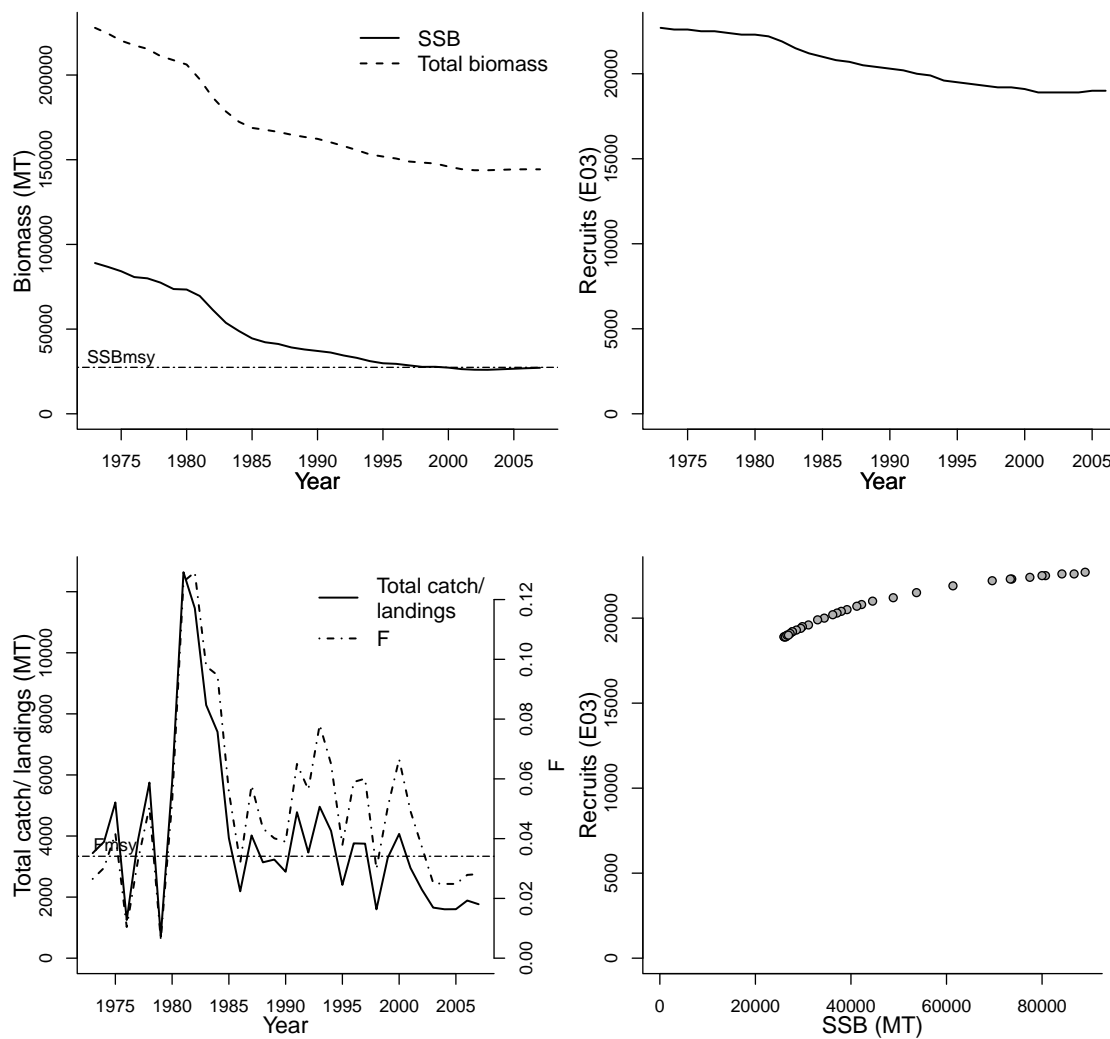 SSB
Total biomass
Biomass (MT)
0
50000
100000
150000
200000
SSBmsy
1975 1980 1985 1990 1995 2000 2005
Year
Recruits (E03)
0
5000
10000
15000
20000
1975 1980 1985 1990 1995 2000 2005
Year
Total catch/
landings
F
Total catch/ landings (MT)
0
2000
4000
6000
8000
10000
Fmsy
F
0.00
0.02
0.04
0.06
0.08
0.10
0.12
1975 1980 1985 1990 1995 2000 2005
Year
Recruits (E03)
0
5000
10000
15000
20000
0 20000 40000 60000 80000
SSB (MT)